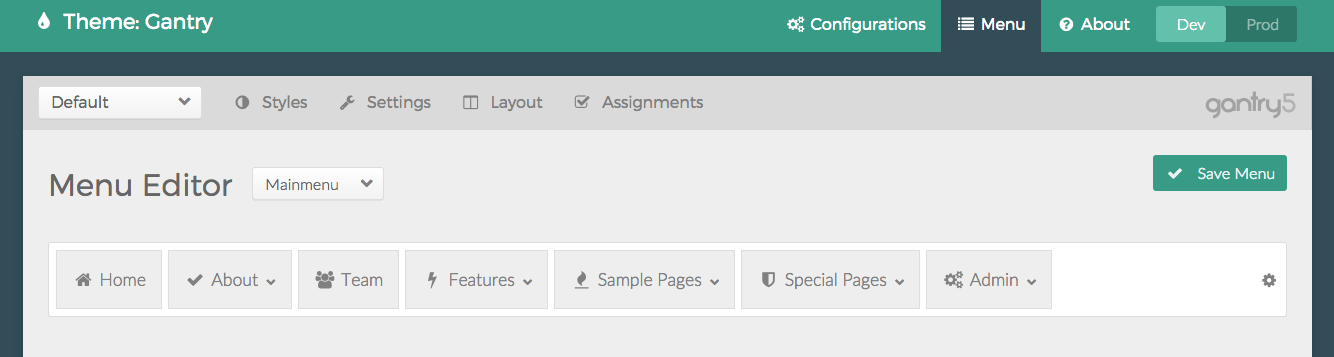 Theme: Gantry Configurations Menu About Dev Prod
Default Styles Settings Layout Assignments gantry5
Menu Editor Mainmenu Save Menu
Home About Team Features Sample Pages Special Pages Admin